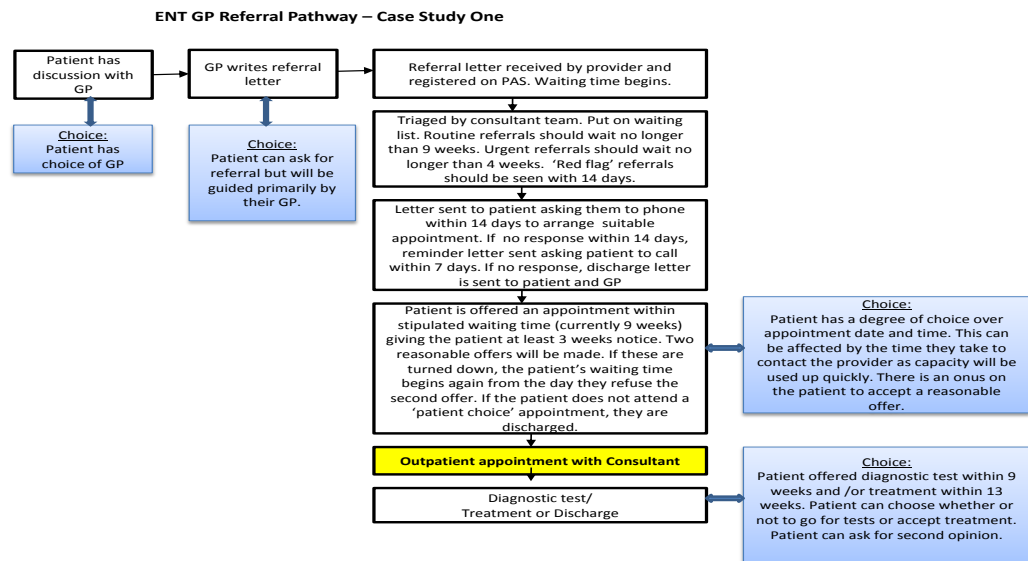 ENT GP Referral Pathway – Case Study One
Patient has
discussion with
GP
GP writes referral
letter
Referral letter received by provider and
registered on PAS. Waiting time begins.
Choice:
Patient has
choice of GP
Choice:
Patient can ask for
referral but will be
guided primarily by
their GP.
Triaged by consultant team. Put on waiting
list. Routine referrals should wait no longer
than 9 weeks. Urgent referrals should wait no
longer than 4 weeks. ‘Red flag’ referrals
should be seen with 14 days.
Letter sent to patient asking them to phone
within 14 days to arrange suitable
appointment. If no response within 14 days,
reminder letter sent asking patient to call
within 7 days. If no response, discharge letter
is sent to patient and GP
Patient is offered an appointment within
stipulated waiting time (currently 9 weeks)
giving the patient at least 3 weeks notice. Two
reasonable offers will be made. If these are
turned down, the patient’s waiting time
begins again from the day they refuse the
second offer. If the patient does not attend a
‘patient choice’ appointment, they are
discharged.
Choice:
Patient has a degree of choice over
appointment date and time. This can
be affected by the time they take to
contact the provider as capacity will be
used up quickly. There is an onus on
the patient to accept a reasonable
offer.
Outpatient appointment with Consultant
Diagnostic test/
Treatment or Discharge
Choice:
Patient offered diagnostic test within 9
weeks and /or treatment within 13
weeks. Patient can choose whether or
not to go for tests or accept treatment.
Patient can ask for second opinion.